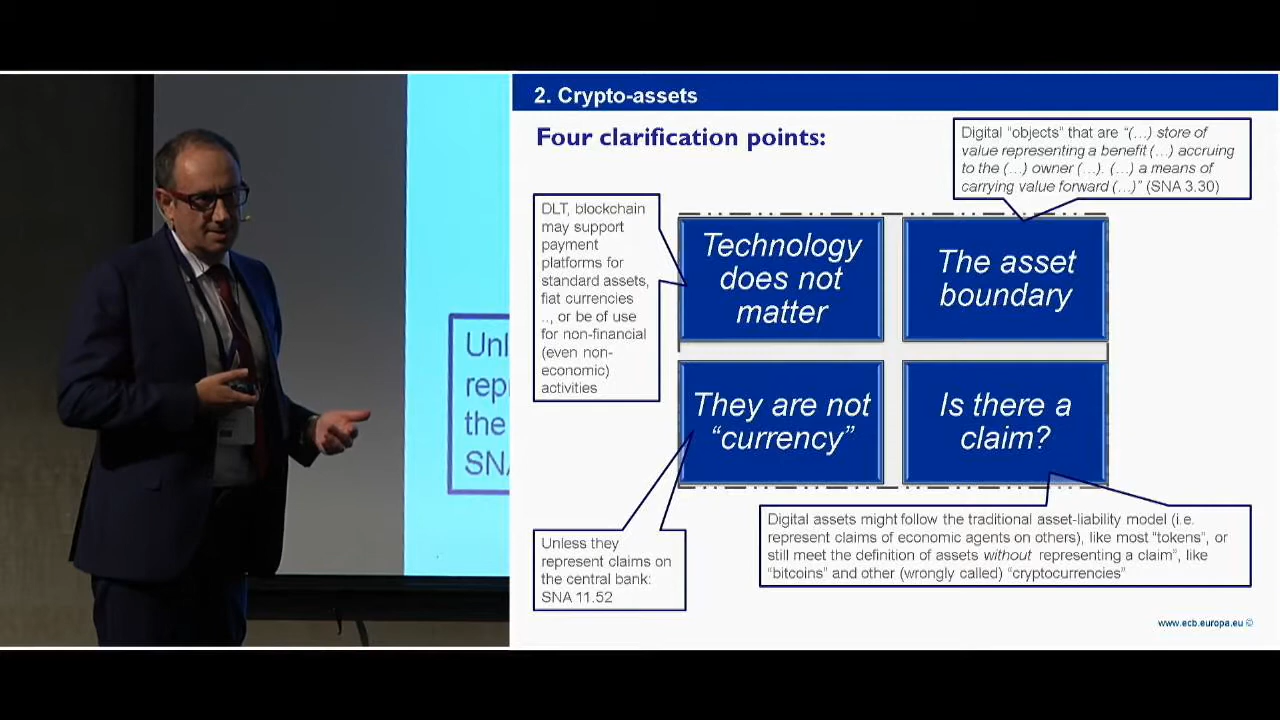 2. Crypto-assets
Four clarification points:
Digital “objects” that are “(…) store of
value representing a benefit (…) accruing
to the (…) owner (…). (…) a means of
carrying value forward (…)” (SNA 3.30)
DLT, blockchain
may support
payment
platforms for
standard assets,
fiat currencies
.., or be of use
for non-financial
(even non-
economic)
activities
Technology
does not
matter
The asset
boundary
They are not
“currency”
Is there a
claim?
Unless they
represent claims on
the central bank:
SNA 11.52
Digital assets might follow the traditional asset-liability model (i.e.
represent claims of economic agents on others), like most “tokens”, or
still meet the definition of assets without representing a claim”, like
“bitcoins” and other (wrongly called) “cryptocurrencies”
www.ecb.europa.eu ©
Unl
rep
the
SN